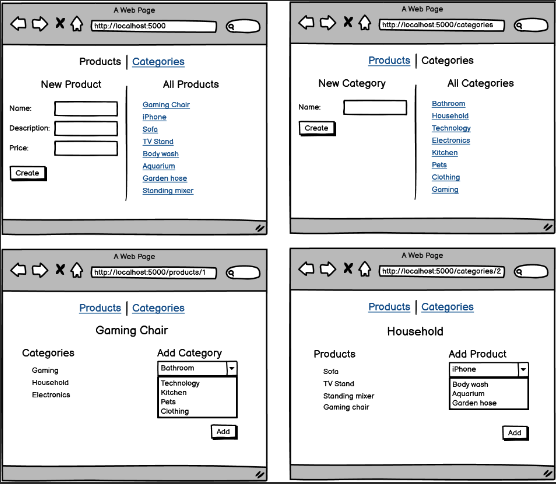 A Web Page
http://localhost:5000
Products | Categories
New Product
Name:
Description:
Price:
Create
All Products
Gaming Chair
iPhone
Sofa
TV Stand
Body wash
Aquarium
Garden hose
Standing mixer
A Web Page
http://localhost:5000/categories
Products | Categories
New Category
Name:
Create
All Categories
Bathroom
Household
Technology
Electronics
Kitchen
Pets
Clothing
Gaming
A Web Page
http://localhost:5000/products/1
Products | Categories
Gaming Chair
Categories
Gaming
Household
Electronics
Add Category
Bathroom
Technology
Kitchen
Pets
Clothing
Add
A Web Page
http://localhost:5000/categories/2
Products | Categories
Household
Products
Sofa
TV Stand
Standing mixer
Gaming chair
Add Product
iPhone
Body wash
Aquarium
Garden hose
Add